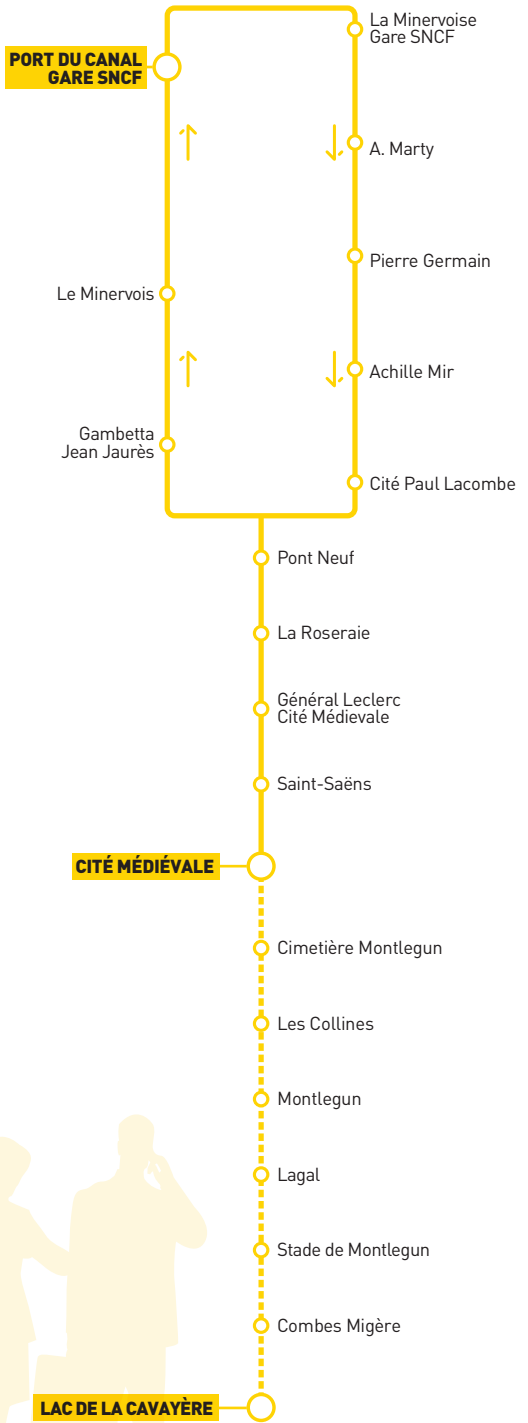 La Minervoise
Gare SNCF
PORT DU CANAL
GARE SNCF
A. Marty
Pierre Germain
Le Minervois
Achille Mir
Gambetta
Jean Jaurès
Cité Paul Lacombe
Pont Neuf
La Roseraie
Général Leclerc
Cité Médievale
Saint-Saëns
CITÉ MÉDIÉVALE
Cimetière Montlegun
Les Collines
Montlegun
Lagal
Stade de Montlegun
Combes Migère
LAC DE LA CAVAYÈRE